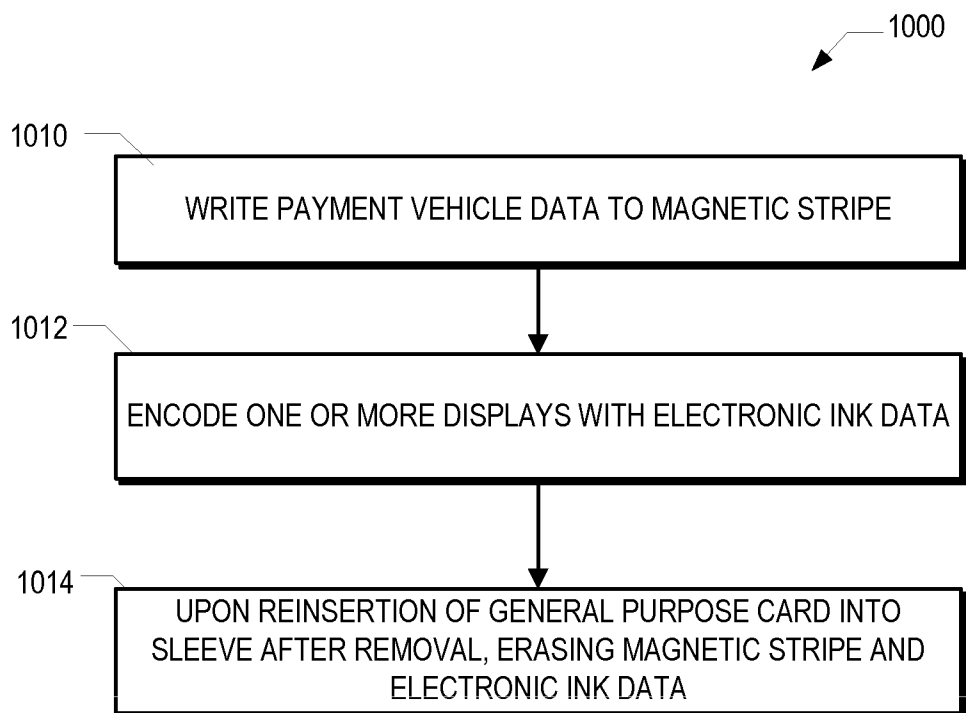 1000
1010
WRITE PAYMENT VEHICLE DATA TO MAGNETIC STRIPE
1012
ENCODE ONE OR MORE DISPLAYS WITH ELECTRONIC INK DATA
1014
UPON REINSERTION OF GENERAL PURPOSE CARD INTO
SLEEVE AFTER REMOVAL, ERASING MAGNETIC STRIPE AND
ELECTRONIC INK DATA